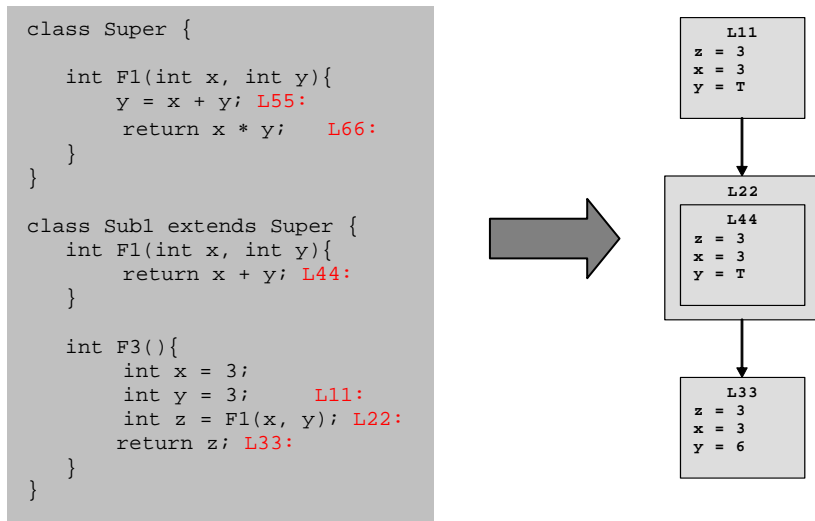 class Super {
int F1(int x, int y){
y = x + y; L55:
return x * y; L66:
}
}
class Sub1 extends Super {
int F1(int x, int y){
return x + y; L44:
}
int F3(){
int x = 3;
int y = 3; L11:
int z = F1(x, y); L22:
return z; L33:
}
}
L11
z = 3
x = 3
y = T
L22
L44
z = 3
x = 3
y = T
L33
z = 3
x = 3
y = 6